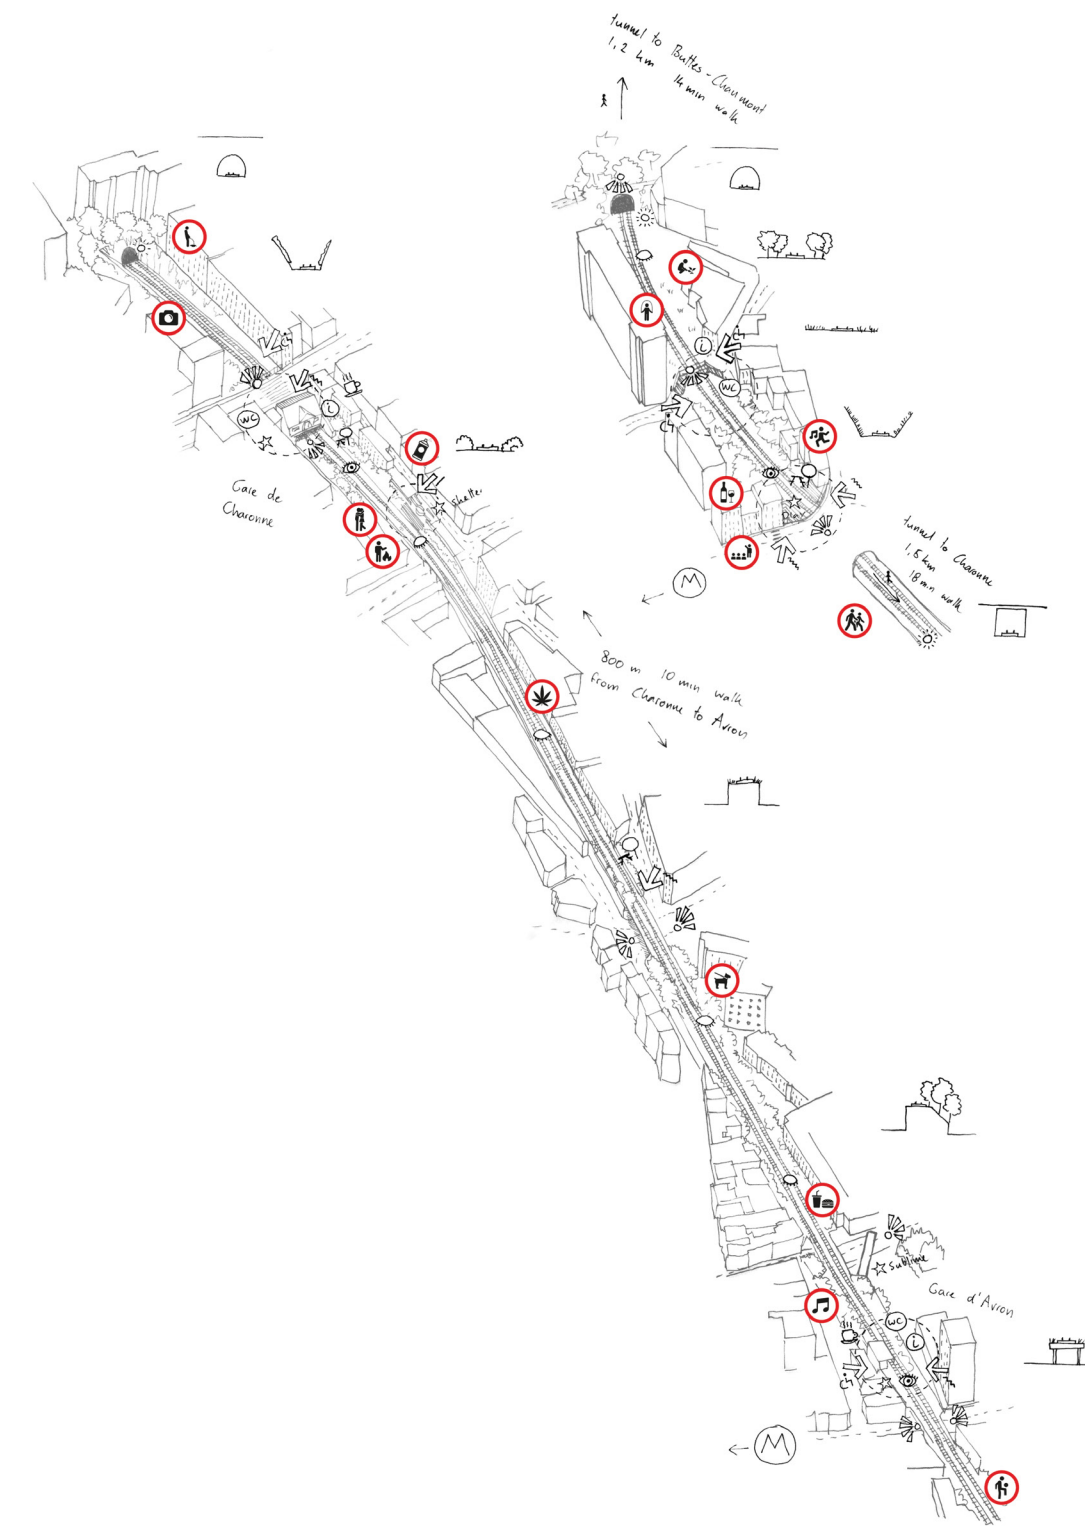 tunnel to Buttes-Chaumont
1,2 km 14 min walk
i
WC
WC
i
shelter
Gare de
Charonne
Play
tunnel to Charonne
1,5 km
18 min walk
M
800 m 10 min walk
from Charonne to Avron
sublime
Gare d'Avron
WC
i
M